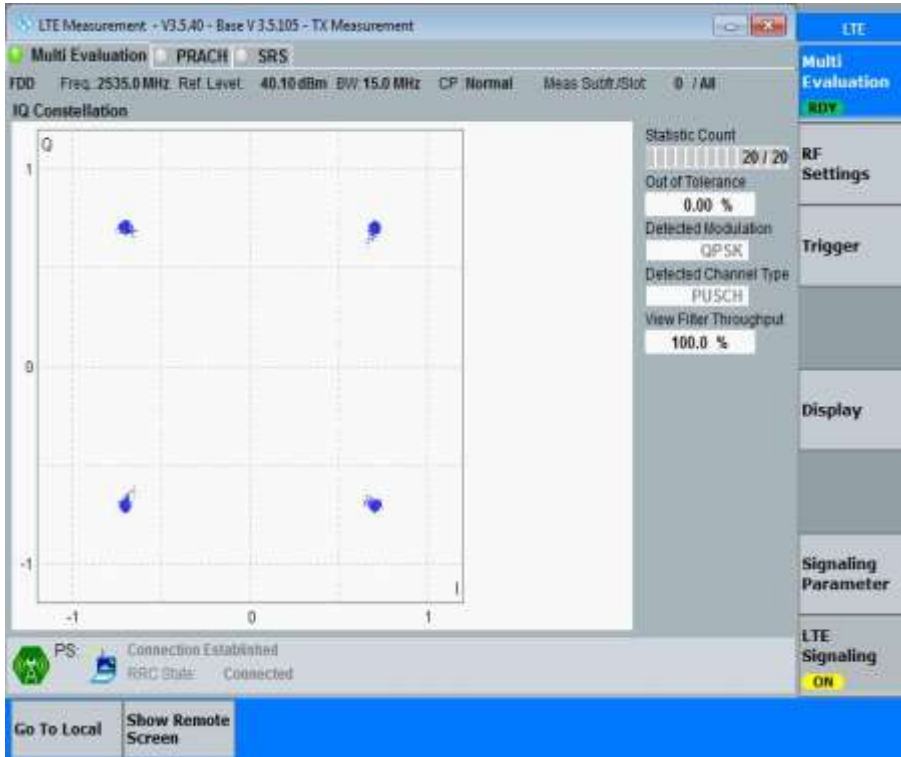 LTE Measurement - V3.5.40 - Base V 3.5.105 - TX Measurement
LTE
Multi Evaluation PRACH SRS
Multi Evaluation
RDY
FDD Freq.:2535.0 MHz Ref. Level: 40.10 dBm BW: 15.0 MHz CP: Normal Meas Subfr./Slot: 0 / All
IQ Constellation
Q
1
0
-1
-1 0 1
I
Statistic Count
20 / 20
Out of Tolerance
0.00 %
Detected Modulation
QPSK
Detected Channel Type
PUSCH
View Filter Throughput
100.0 %
RF
Settings
Trigger
Display
Signaling
Parameter
LTE
Signaling
ON
PS: Connection Established
RRC State: Connected
Go To Local
Show Remote
Screen